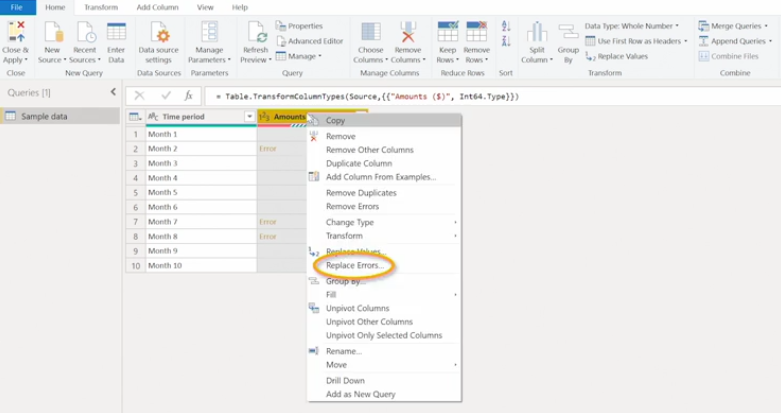 File Home Transform Add Column View Help
Close & Apply New Source Recent Sources Enter Data Data source settings Manage Parameters Refresh Preview Properties Advanced Editor Manage Choose Columns Remove Columns Keep Rows Remove Rows Split Column Group By Data Type: Whole Number Use First Row as Headers Replace Values Merge Queries Append Queries Combine Files
Close New Query Data Sources Parameters Query Manage Columns Reduce Rows Sort Transform Combine
Queries [1] = Table.TransformColumnTypes(Source,{{"Amounts ($)", Int64.Type}})
Sample data Time period Amounts
1 Month 1
2 Month 2 Error
3 Month 3
4 Month 4
5 Month 5
6 Month 6
7 Month 7 Error
8 Month 8 Error
9 Month 9
10 Month 10
Copy
Remove
Remove Other Columns
Duplicate Column
Add Column From Examples...
Remove Duplicates
Remove Errors
Change Type
Transform
Replace Values...
Replace Errors...
Group By...
Fill
Unpivot Columns
Unpivot Other Columns
Unpivot Only Selected Columns
Rename...
Move
Drill Down
Add as New Query